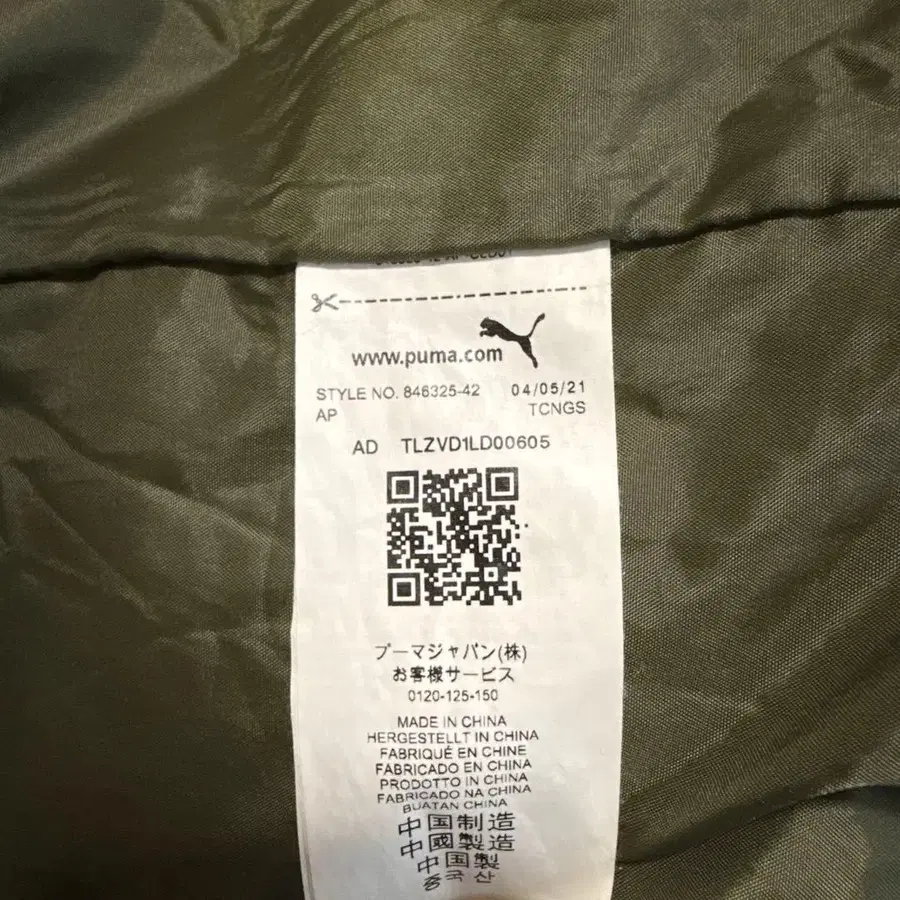 www.puma.com
STYLE NO. 846325-42 04/05/21
AP TCNGS
AD TLZVD1LD00605
プーマジャパン(株)
お客様サービス
0120-125-150
MADE IN CHINA
HERGESTELLT IN CHINA
FABRIQUÉ EN CHINE
FABRICADO EN CHINA
PRODOTTO IN CHINA
FABRICADO NA CHINA
BUATAN CHINA
中国制造
中國製造
中国製
중국산